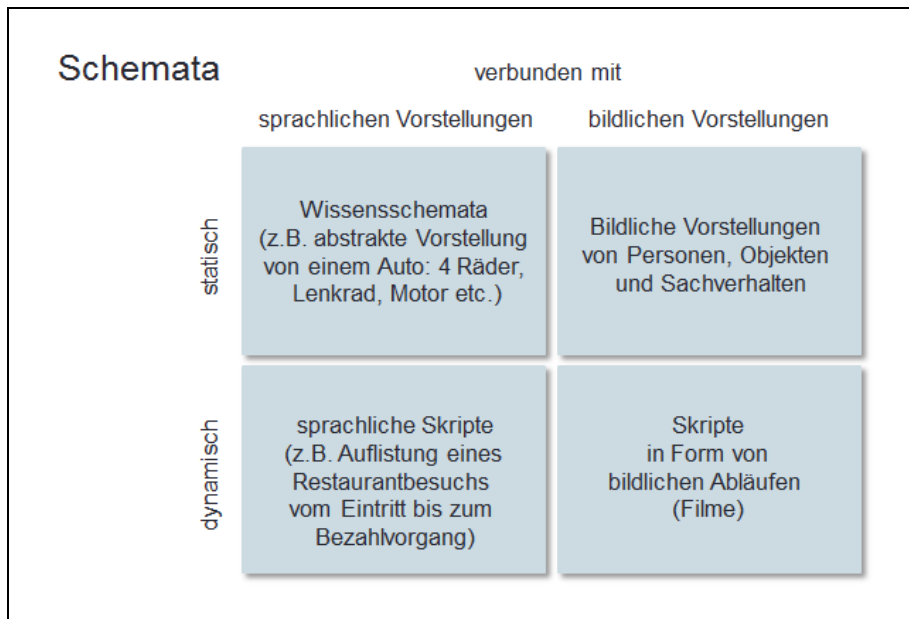 Schemata
verbunden mit
sprachlichen Vorstellungen
bildlichen Vorstellungen
statisch
Wissensschemata
(z.B. abstrakte Vorstellung
von einem Auto: 4 Räder,
Lenkrad, Motor etc.)
Bildliche Vorstellungen
von Personen, Objekten
und Sachverhalten
dynamisch
sprachliche Skripte
(z.B. Auflistung eines
Restaurantbesuchs
vom Eintritt bis zum
Bezahlvorgang)
Skripte
in Form von
bildlichen Abläufen
(Filme)